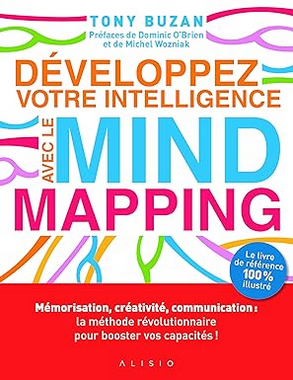 TONY BUZAN
Préfaces de Dominic O'Brien
et de Michel Wozniak
DÉVELOPPEZ
VOTRE INTELLIGENCE
AVEC LE
MIND
MAPPING
Le livre
de référence
100%
illustré
Mémorisation, créativité, communication :
la méthode révolutionnaire
pour booster vos capacités !
ALISIO